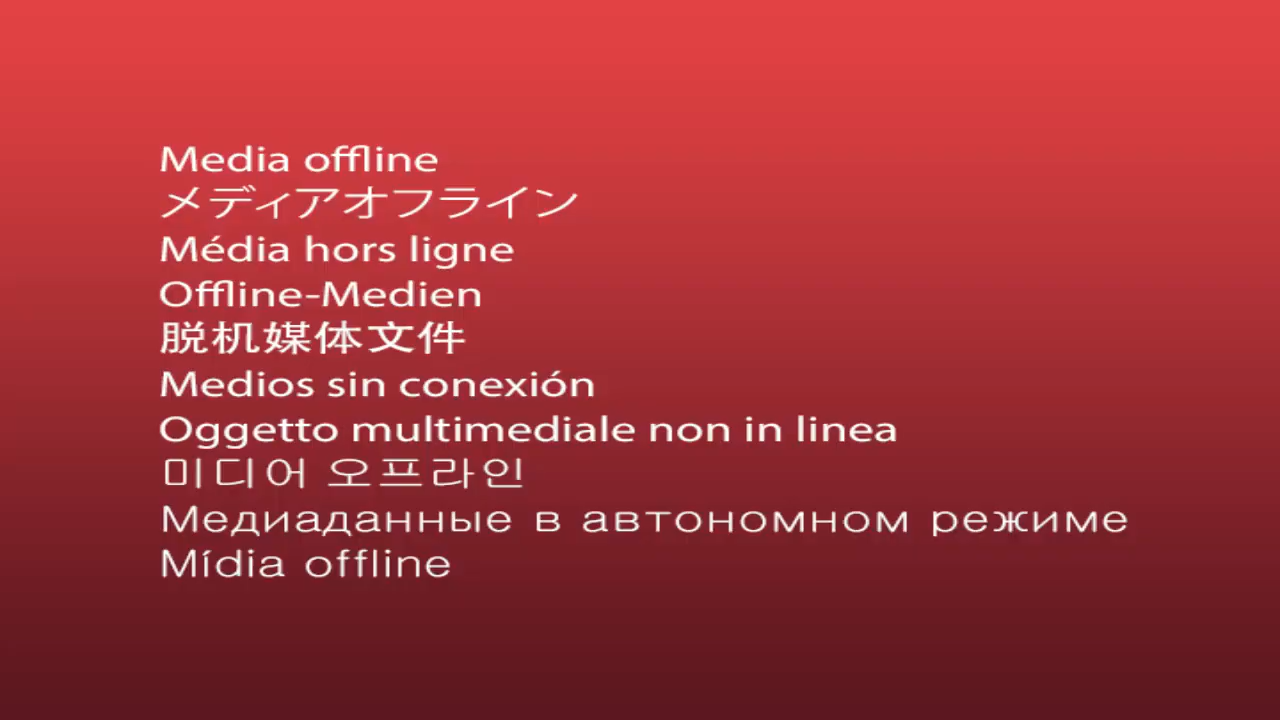 Media offline
メディアオフライン
Média hors ligne
Offline-Medien
脱机媒体文件
Medios sin conexión
Oggetto multimediale non in linea
미디어 오프라인
Медиаданные в автономном режиме
Mídia offline